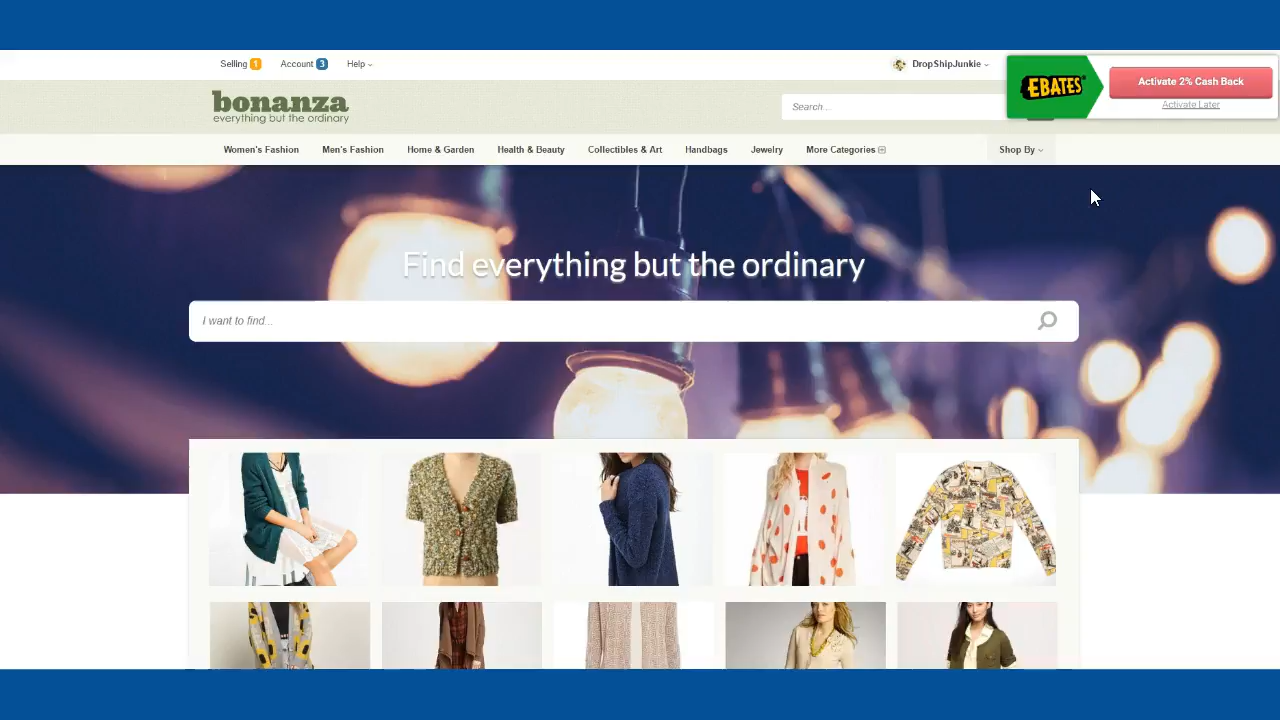 Selling 1 Account 3 Help DropShipJunkie
EBATES Activate 2% Cash Back
Activate Later
bonanza
everything but the ordinary
Search...
Women's Fashion Men's Fashion Home & Garden Health & Beauty Collectibles & Art Handbags Jewelry More Categories Shop By
Find everything but the ordinary
I want to find...